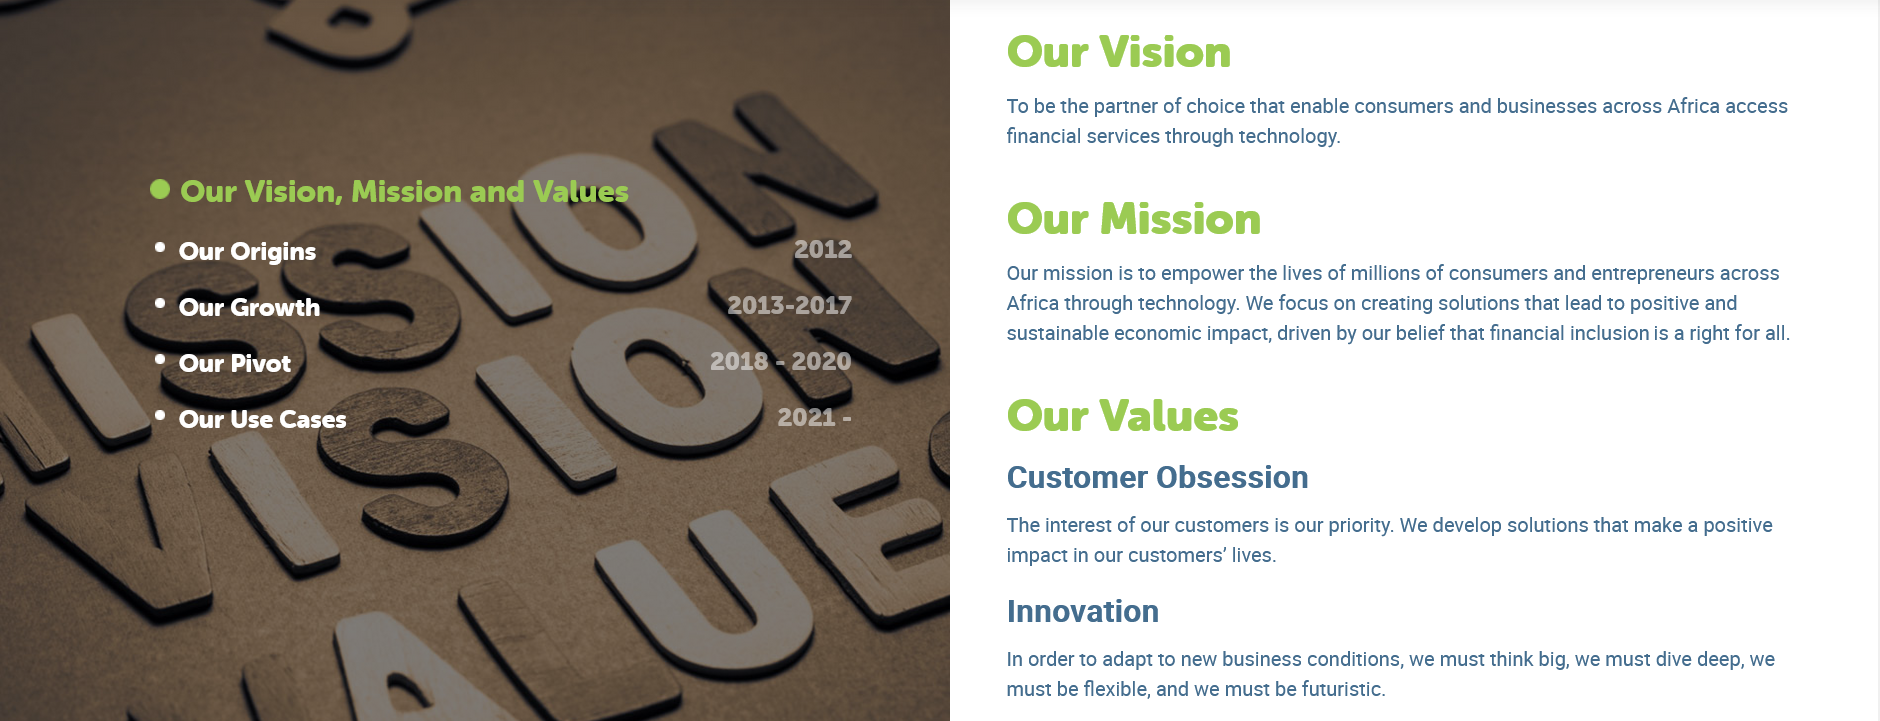 Our Vision, Mission and Values
Our Origins 2012
Our Growth 2013-2017
Our Pivot 2018 - 2020
Our Use Cases 2021 -
MISSION
VISION
VALUE
Our Vision
To be the partner of choice that enable consumers and businesses across Africa access
financial services through technology.
Our Mission
Our mission is to empower the lives of millions of consumers and entrepreneurs across
Africa through technology. We focus on creating solutions that lead to positive and
sustainable economic impact, driven by our belief that financial inclusion is a right for all.
Our Values
Customer Obsession
The interest of our customers is our priority. We develop solutions that make a positive
impact in our customers’ lives.
Innovation
In order to adapt to new business conditions, we must think big, we must dive deep, we
must be flexible, and we must be futuristic.